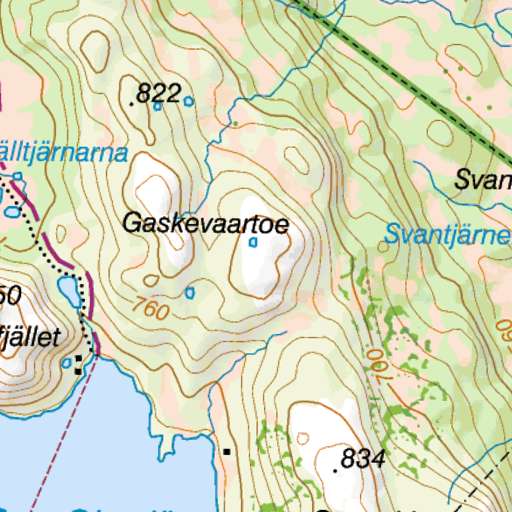 822
älltjärnarna
Svan
Gaskevaartoe
Svantjärne
50
760
fjället
700
834